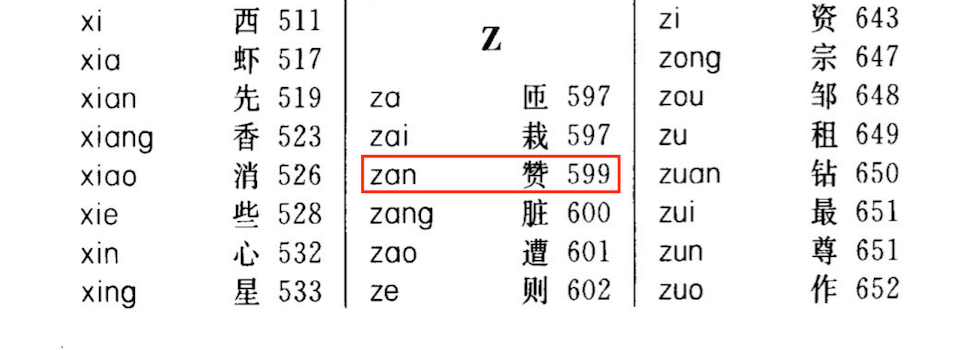 xi 西 511
xia 虾 517
xian 先 519
xiang 香 523
xiao 消 526
xie 些 528
xin 心 532
xing 星 533
Z
za 匝 597
zai 栽 597
zan 赞 599
zang 脏 600
zao 遭 601
ze 则 602
zi 资 643
zong 宗 647
zou 邹 648
zu 租 649
zuan 钻 650
zui 最 651
zun 尊 651
zuo 作 652